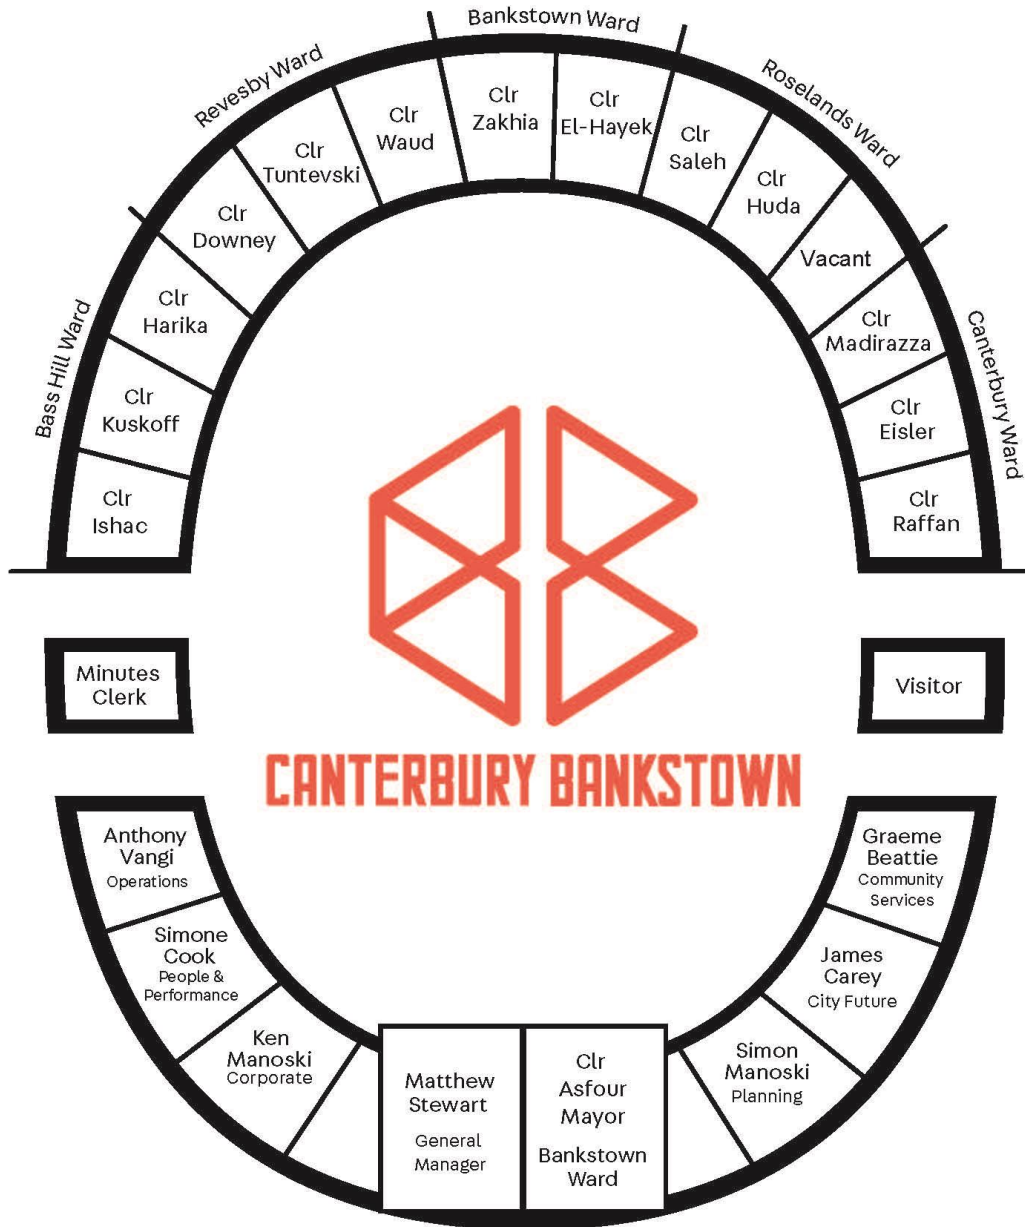 Bankstown Ward
Revesby Ward
Roselands Ward
Bass Hill Ward
Canterbury Ward
Clr
Ishac
Clr
Kuskoff
Clr
Harika
Clr
Downey
Clr
Tuntevski
Clr
Waud
Clr
Zakhia
Clr
El-Hayek
Clr
Saleh
Clr
Huda
Vacant
Clr
Madirazza
Clr
Eisler
Clr
Raffan
Minutes
Clerk
Visitor
CANTERBURY BANKSTOWN
Anthony
Vangi
Operations
Simone
Cook
People &
Performance
Ken
Manoski
Corporate
Matthew
Stewart
General
Manager
Clr
Asfour
Mayor
Bankstown
Ward
Simon
Manoski
Planning
James
Carey
City Future
Graeme
Beattie
Community
Services